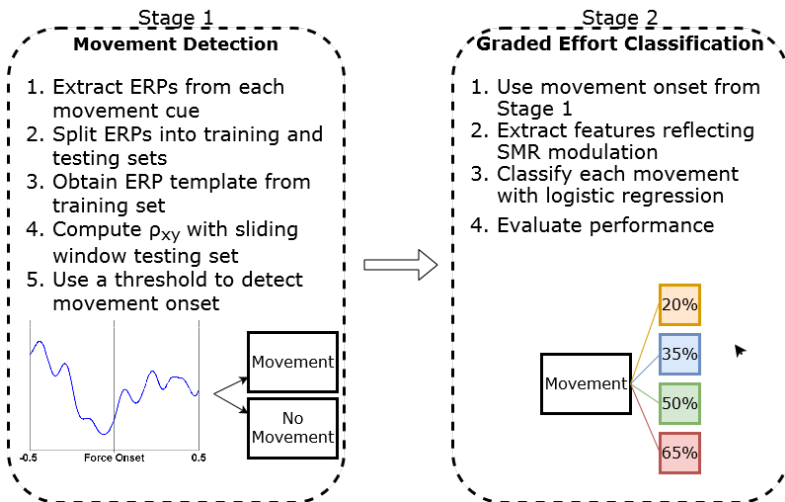 Stage 1
Movement Detection
1. Extract ERPs from each
movement cue
2. Split ERPs into training and
testing sets
3. Obtain ERP template from
training set
4. Compute ρxy with sliding
window testing set
5. Use a threshold to detect
movement onset
Movement
No
Movement
-0.5
Force Onset
0.5
Stage 2
Graded Effort Classification
1. Use movement onset from
Stage 1
2. Extract features reflecting
SMR modulation
3. Classify each movement
with logistic regression
4. Evaluate performance
Movement
20%
35%
50%
65%